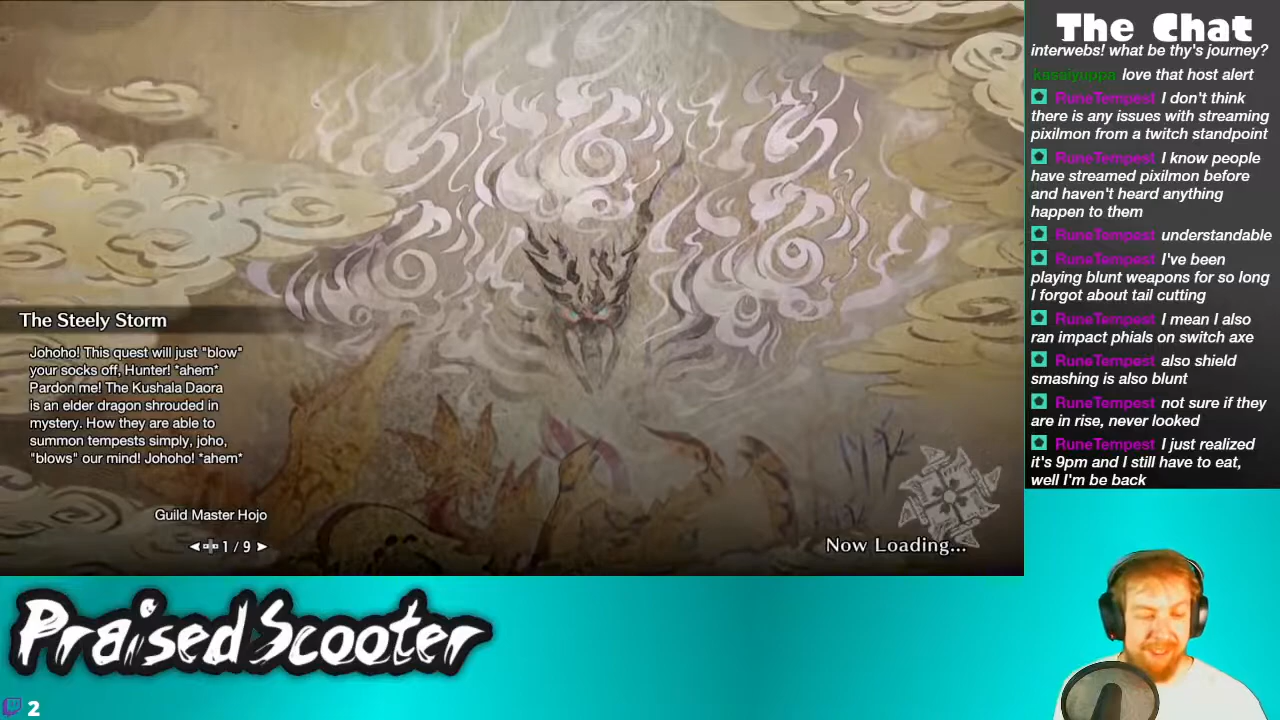 The Steely Storm
Johoho! This quest will just "blow"
your socks off, Hunter! *ahem*
Pardon me! The Kushala Daora
is an elder dragon shrouded in
mystery. How they are able to
summon tempests simply, joho,
"blows" our mind! Johoho! *ahem*
Guild Master Hojo
1 / 9
Now Loading...
The Chat
interwebs! what be thy's journey?
kaseiyuppa love that host alert
RuneTempest I don't think
there is any issues with streaming
pixilmon from a twitch standpoint
RuneTempest I know people
have streamed pixilmon before
and haven't heard anything
happen to them
RuneTempest understandable
RuneTempest I've been
playing blunt weapons for so long
I forgot about tail cutting
RuneTempest I mean I also
ran impact phials on switch axe
RuneTempest also shield
smashing is also blunt
RuneTempest not sure if they
are in rise, never looked
RuneTempest I just realized
it's 9pm and I still have to eat,
well I'm be back
PraisedScooter
2